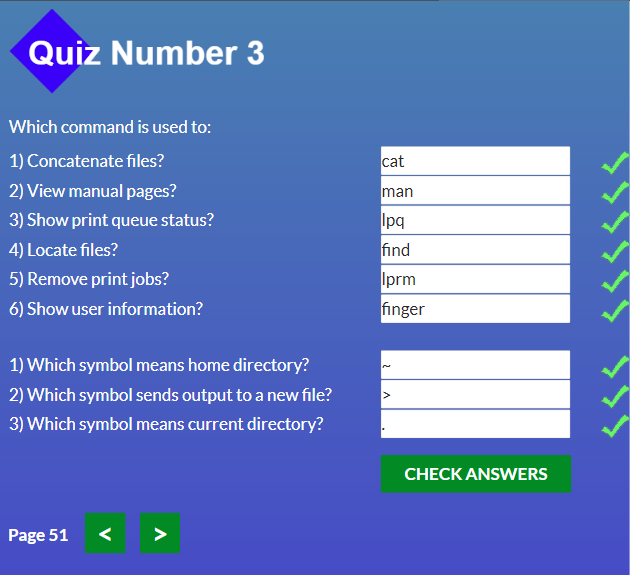 Quiz Number 3
Which command is used to:
1) Concatenate files? cat
2) View manual pages? man
3) Show print queue status? lpq
4) Locate files? find
5) Remove print jobs? lprm
6) Show user information? finger
1) Which symbol means home directory? ~
2) Which symbol sends output to a new file? >
3) Which symbol means current directory? .
CHECK ANSWERS
Page 51 < >